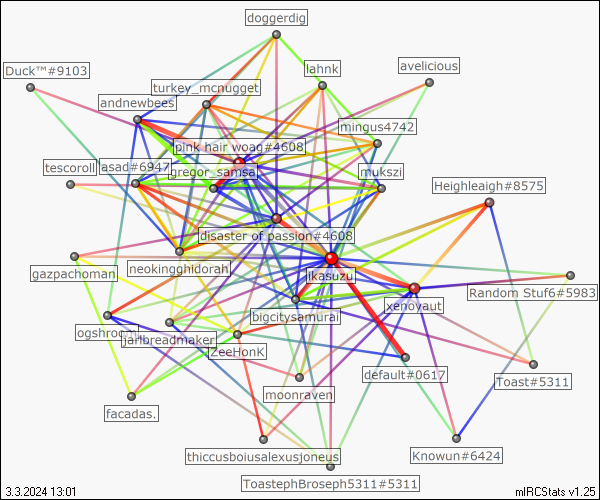 doggerdig
Duck™#9103
lahnk
avelicious
turkey_mcnugget
andnewbees
mingus4742
pink hair woag#4608
tescoroll
asad#6947
gregor_samsa
mukszi
Heighleaigh#8575
disaster of passion#4608
neokingghidorah
gazpachoman
jikasuzu
Random Stuf6#5983
xenoyaut
bigcitysamurai
ogshroom
jarlbreadmaker
zeeHonK
default#0617
Toast#5311
moonraven
facadas.
thiccusboiusalexusjoneus
Knowun#6424
ToastephBroseph5311#5311
3.3.2024 13:01
mIRCStats v1.25